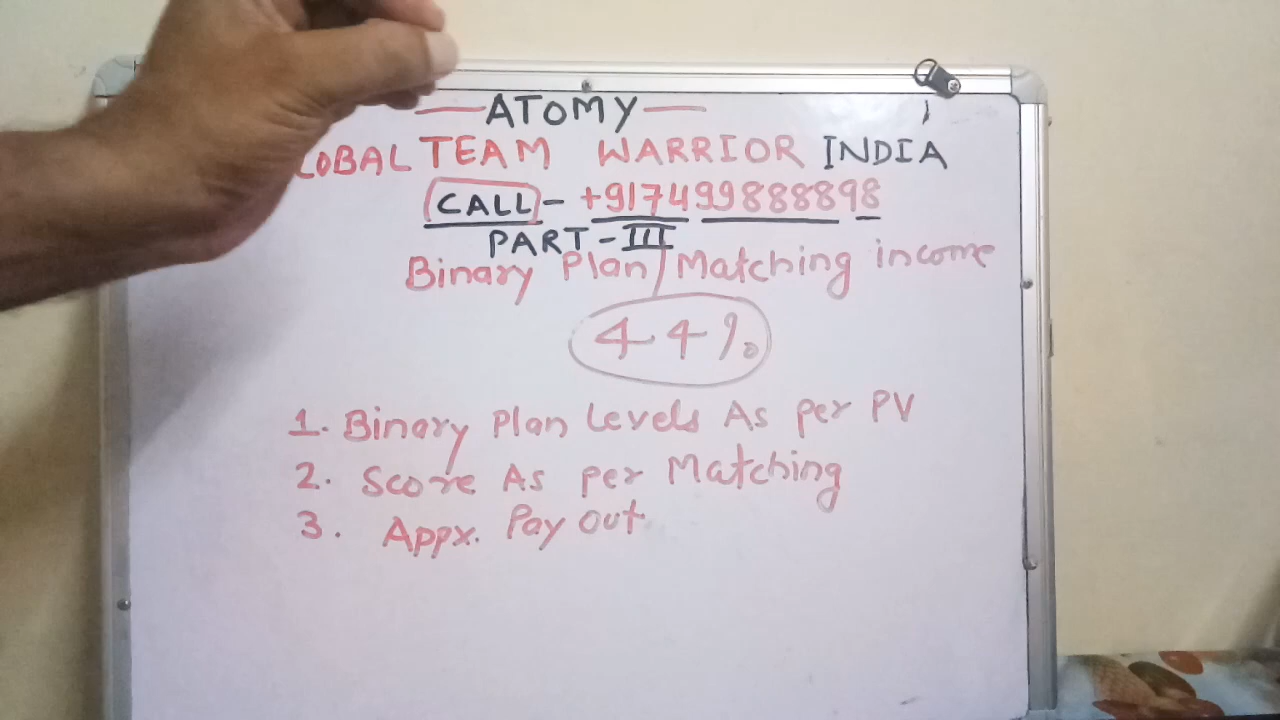 — ATOMY —
LOBAL TEAM WARRIOR INDIA
CALL - +917499888898
PART - III
Binary Plan / Matching income
44%
1. Binary Plan Levels As per PV
2. Score As per Matching
3. Appx. Pay Out